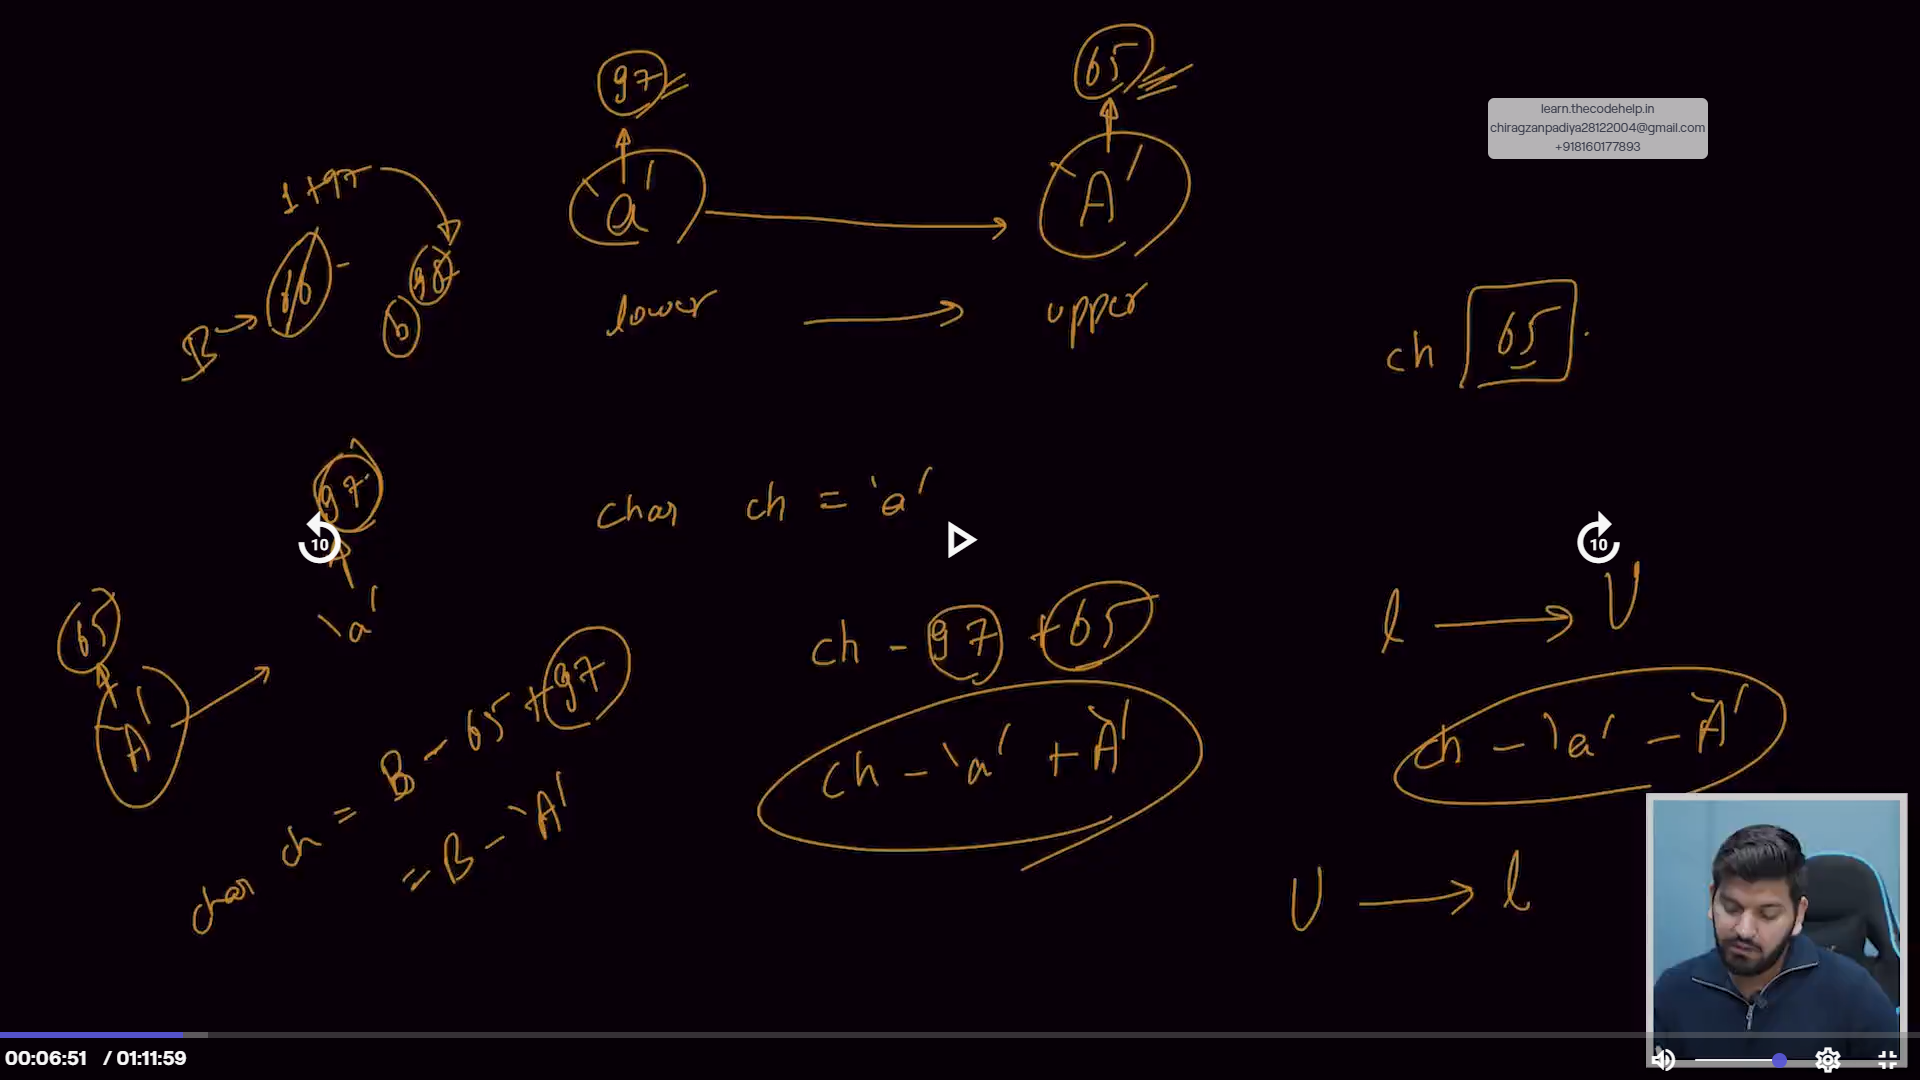 97
65
learn.thecodehelp.in
chiragzanpadiya28122004@gmail.com
+918160177893
1 + 97
'a'
'A'
98
B
b
lower
upper
ch 65
97
char ch = 'a'
10
10
65
'a'
ch - 97 + 65
l
U
'A'
char ch = B - 65 + 97
= B - 'A'
ch - 'a' + 'A'
ch - 'a' - 'A'
U
l
00:06:51 / 01:11:59